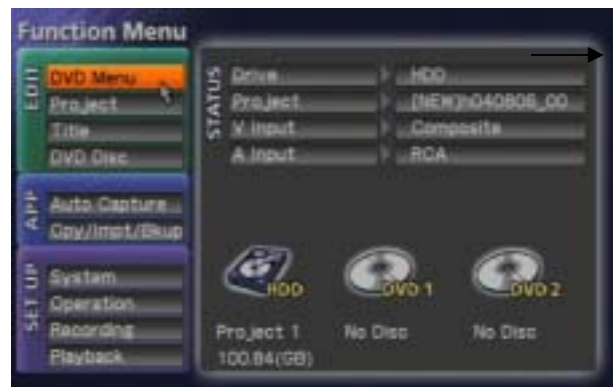 Function Menu
EDIT
DVD Menu
Project
Title
DVD Disc
APP
Auto Capture
Cpy/Impt/Bkup
SET UP
System
Operation
Recording
Playback
STATUS
Drive HDD
Project [NEW]h040806_00
V Input Composite
A Input RCA
HDD DVD 1 DVD 2
Project 1 No Disc No Disc
100.84(GB)